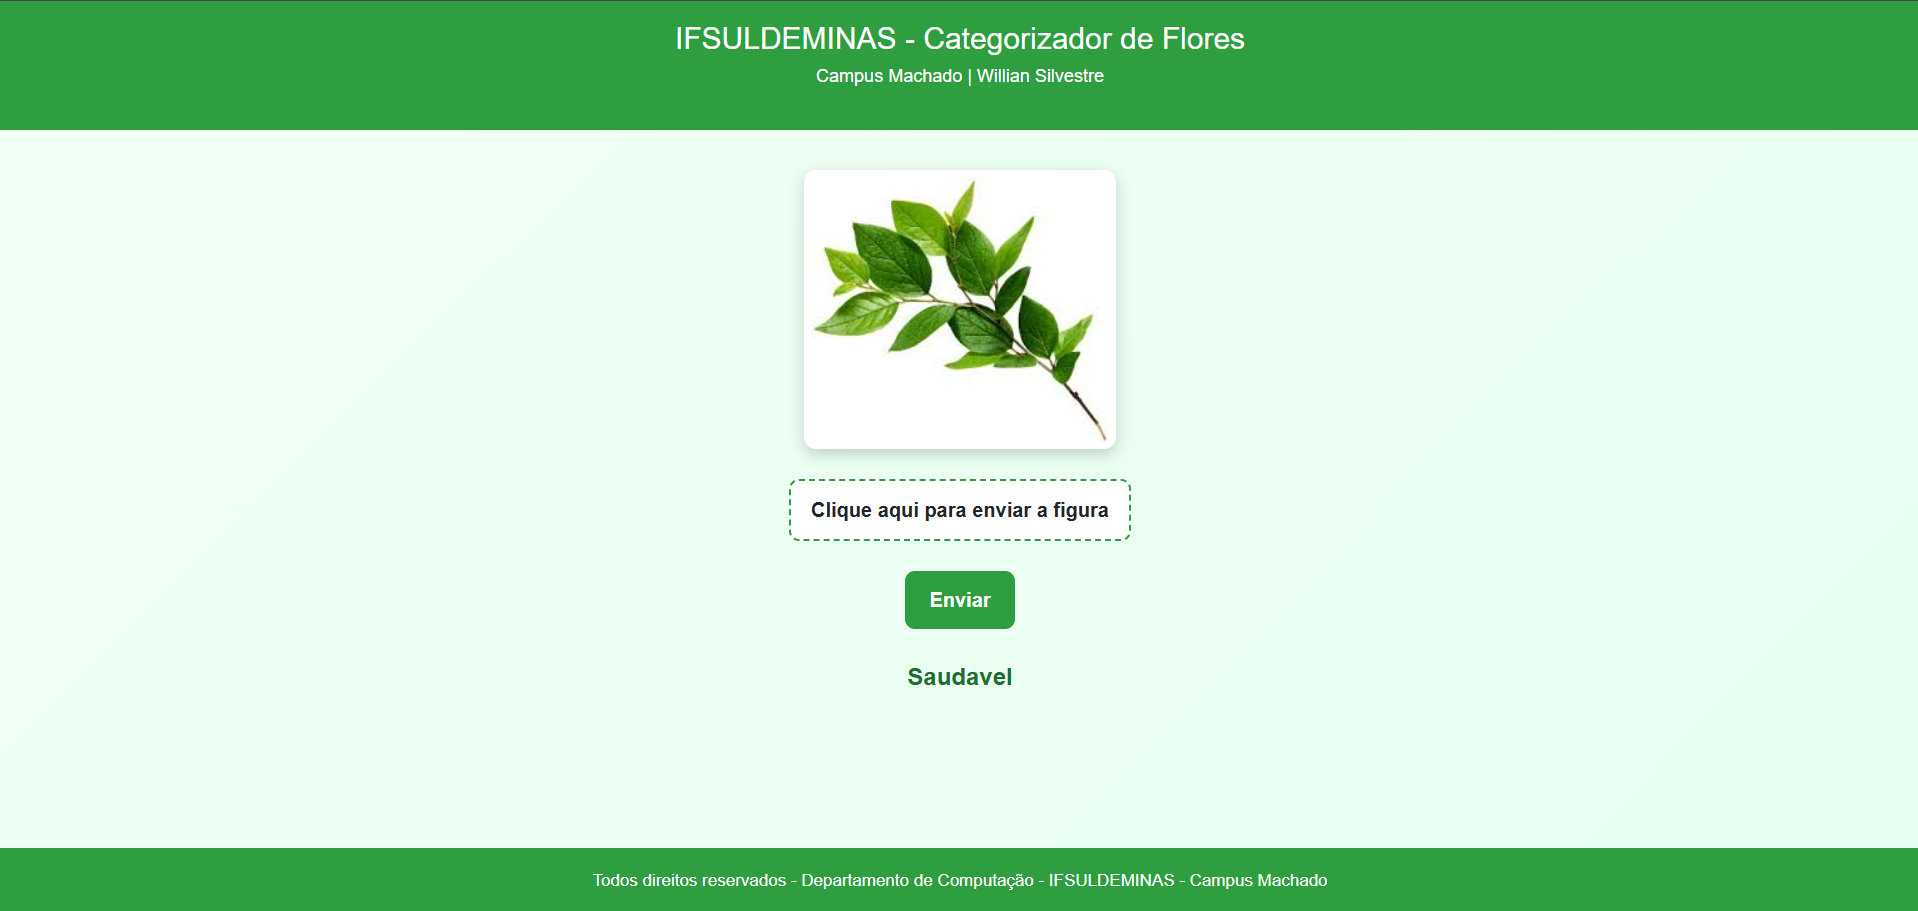 IFSULDEMINAS - Categorizador de Flores
Campus Machado | Willian Silvestre
Clique aqui para enviar a figura
Enviar
Saudavel
Todos direitos reservados - Departamento de Computação - IFSULDEMINAS - Campus Machado